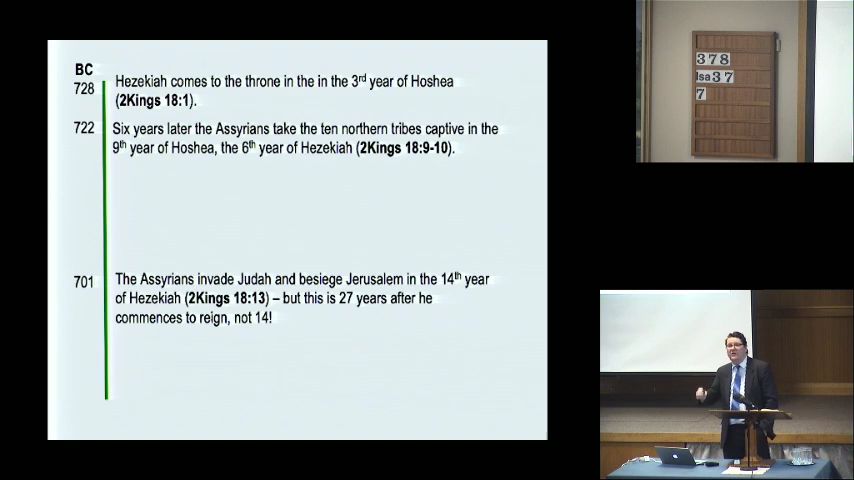 BC
728
Hezekiah comes to the throne in the in the 3rd year of Hoshea
(2Kings 18:1).
722
Six years later the Assyrians take the ten northern tribes captive in the
9th year of Hoshea, the 6th year of Hezekiah (2Kings 18:9-10).
701
The Assyrians invade Judah and besiege Jerusalem in the 14th year
of Hezekiah (2Kings 18:13) – but this is 27 years after he
commences to reign, not 14!
378
Isa37
7